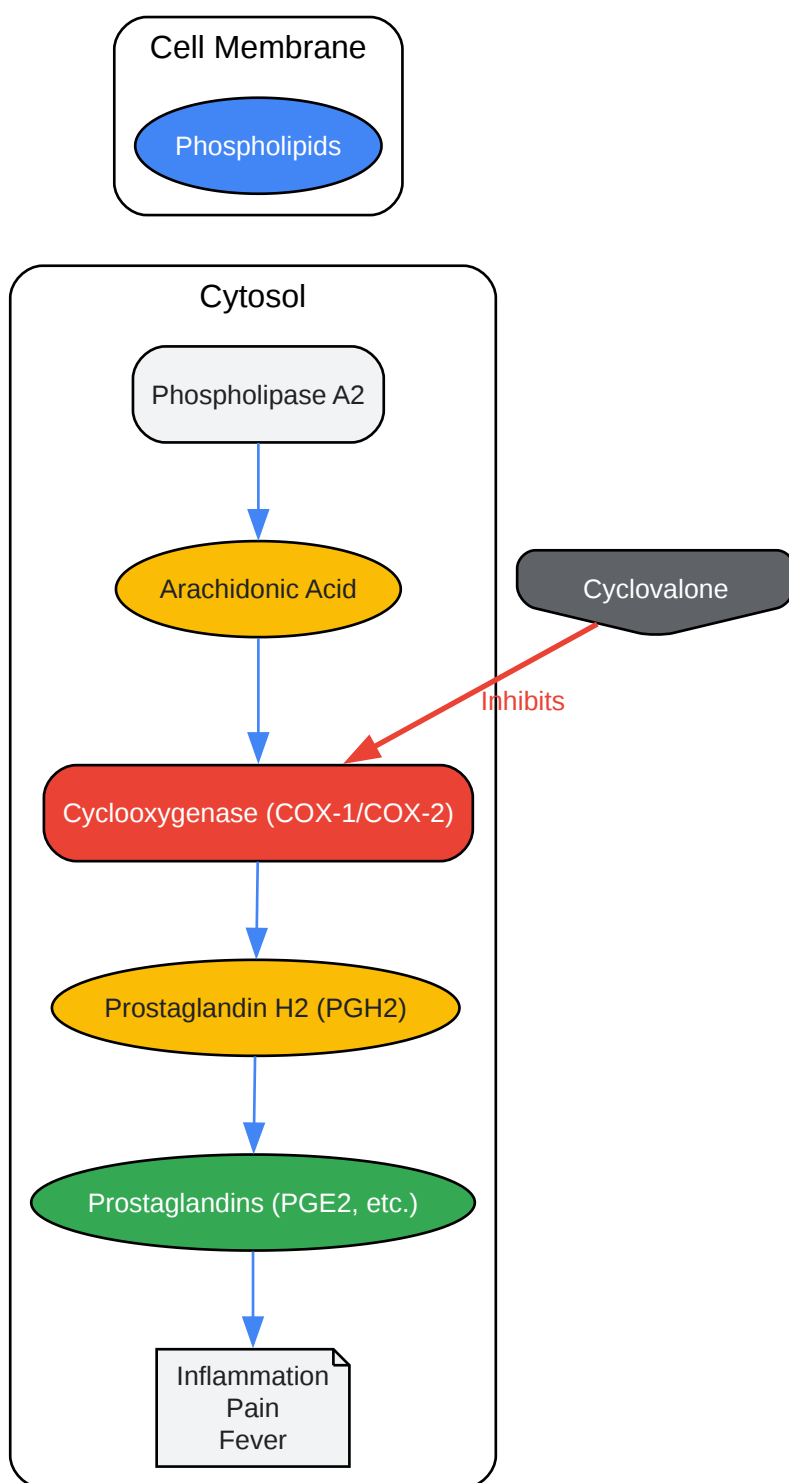 Cell Membrane
Phospholipids
Cytosol
Phospholipase A2
Arachidonic Acid
Cyclovalone
Inhibits
Cyclooxygenase (COX-1/COX-2)
Prostaglandin H2 (PGH2)
Prostaglandins (PGE2, etc.)
Inflammation
Pain
Fever